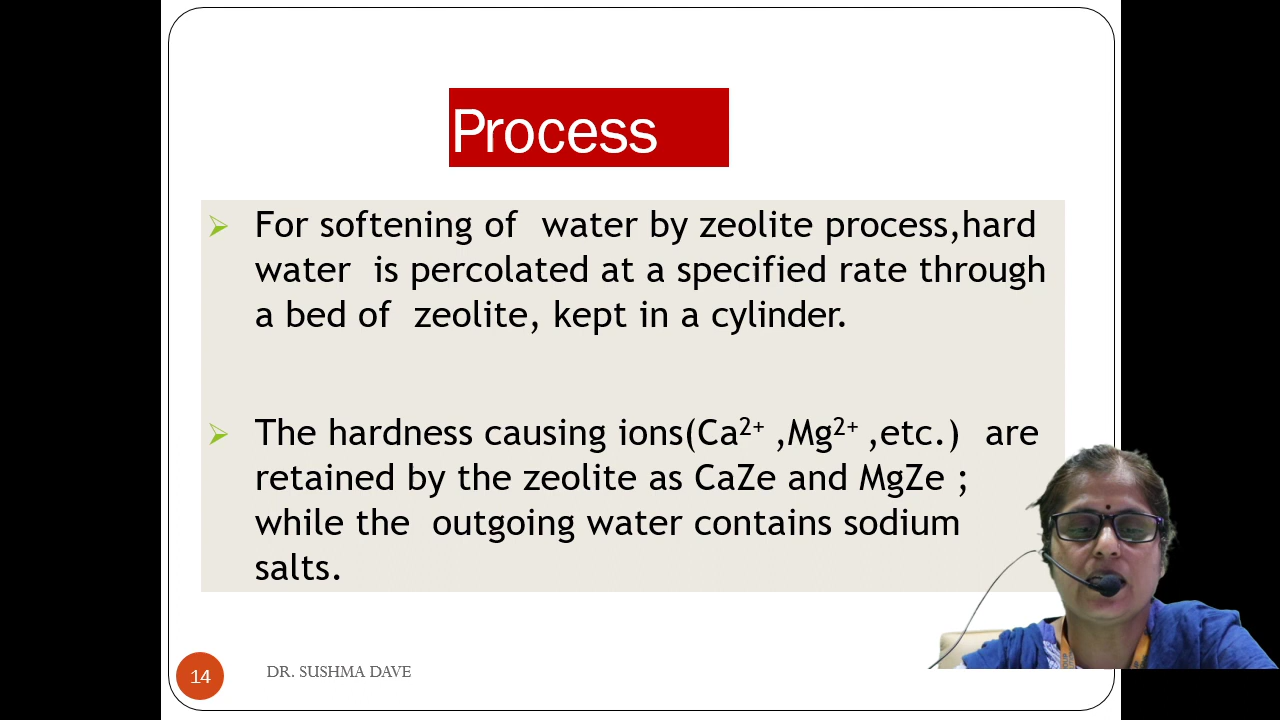 Process
For softening of water by zeolite process,hard
water is percolated at a specified rate through
a bed of zeolite, kept in a cylinder.
The hardness causing ions(Ca²⁺ ,Mg²⁺ ,etc.) are
retained by the zeolite as CaZe and MgZe ;
while the outgoing water contains sodium
salts.
14
DR. SUSHMA DAVE